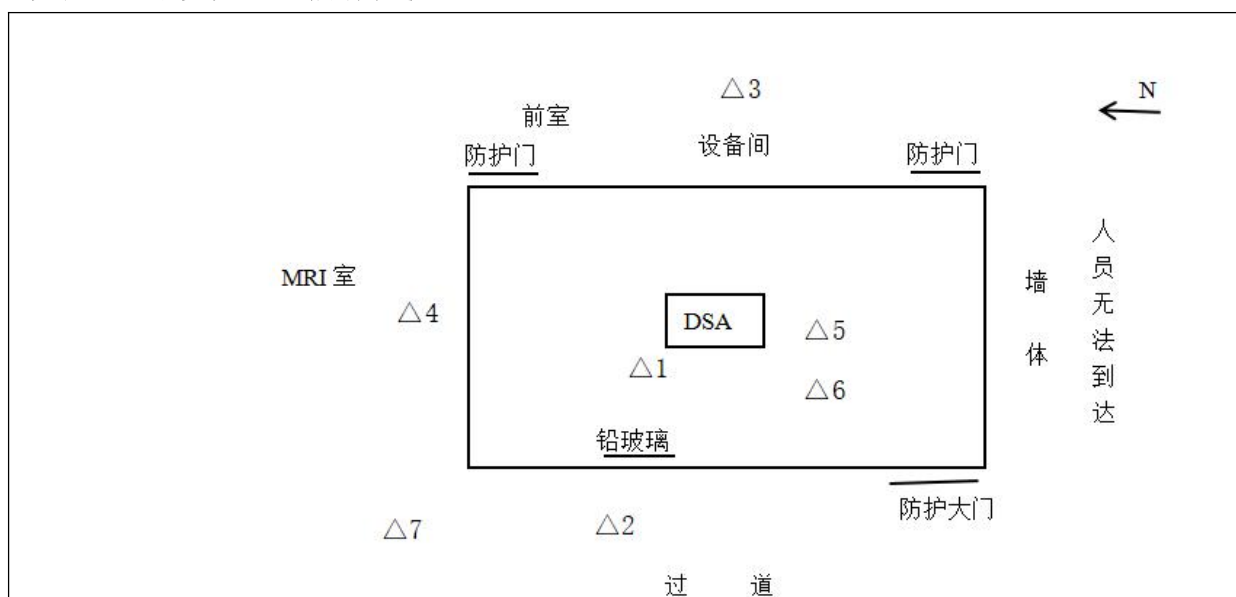 △3
N
前室
设备间
防护门
防护门
MRI 室
△4
DSA
△5
△1
△6
墙
体
人
员
无
法
到
达
铅玻璃
防护大门
△7
△2
过 道